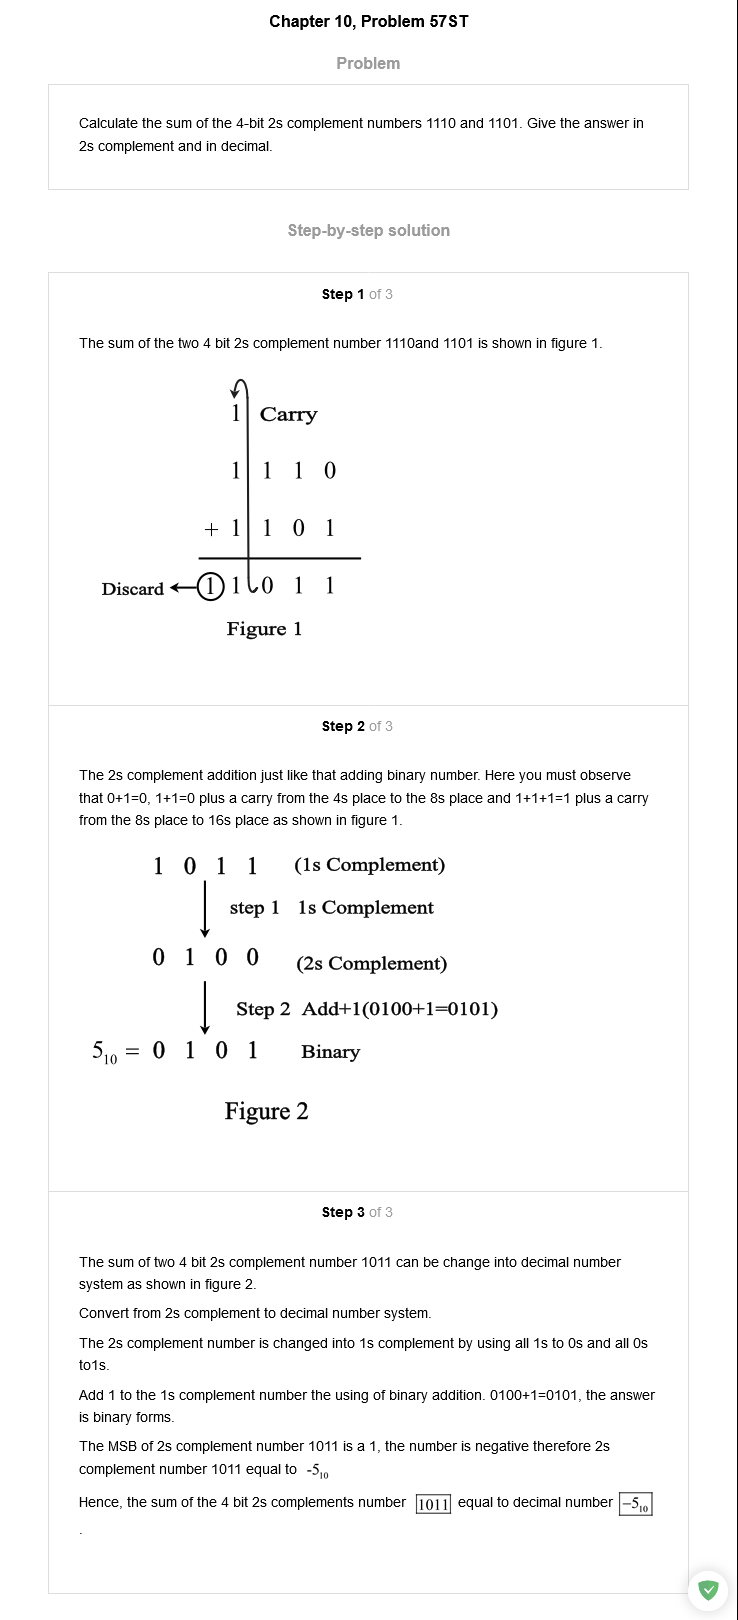 Chapter 10, Problem 57ST
Problem
Calculate the sum of the 4-bit 2s complement numbers 1110 and 1101. Give the answer in
2s complement and in decimal.
Step-by-step solution
Step 1 of 3
The sum of the two 4 bit 2s complement number 1110and 1101 is shown in figure 1.
1 Carry
1 1 1 0
+ 1 1 0 1
Discard 1 1 0 1 1
Figure 1
Step 2 of 3
The 2s complement addition just like that adding binary number. Here you must observe
that 0+1=0, 1+1=0 plus a carry from the 4s place to the 8s place and 1+1+1=1 plus a carry
from the 8s place to 16s place as shown in figure 1.
1 0 1 1 (1s Complement)
step 1 1s Complement
0 1 0 0 (2s Complement)
Step 2 Add+1(0100+1=0101)
5₁₀ = 0 1 0 1 Binary
Figure 2
Step 3 of 3
The sum of two 4 bit 2s complement number 1011 can be change into decimal number
system as shown in figure 2.
Convert from 2s complement to decimal number system.
The 2s complement number is changed into 1s complement by using all 1s to 0s and all 0s
to1s.
Add 1 to the 1s complement number the using of binary addition. 0100+1=0101, the answer
is binary forms.
The MSB of 2s complement number 1011 is a 1, the number is negative therefore 2s
complement number 1011 equal to -5₁₀
Hence, the sum of the 4 bit 2s complements number 1011 equal to decimal number −5₁₀
.